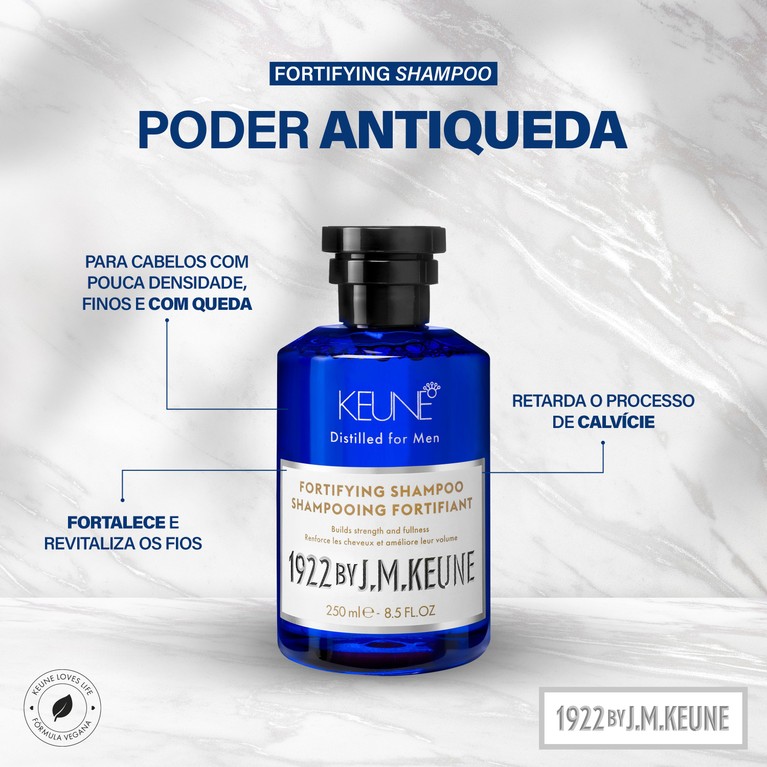 FORTIFYING SHAMPOO
PODER ANTIQUEDA
PARA CABELOS COM
POUCA DENSIDADE,
FINOS E COM QUEDA
RETARDA O PROCESSO
DE CALVÍCIE
FORTALECE E
REVITALIZA OS FIOS
KEUNE
Distilled for Men
FORTIFYING SHAMPOO
SHAMPOOING FORTIFIANT
Builds strength and fullness
Renforce les cheveux et améliore leur volume
1922 BY J.M.KEUNE
250 ml e - 8.5 FL.OZ
KEUNE LOVES LIFE
FÓRMULA VEGANA
1922 BY J.M.KEUNE